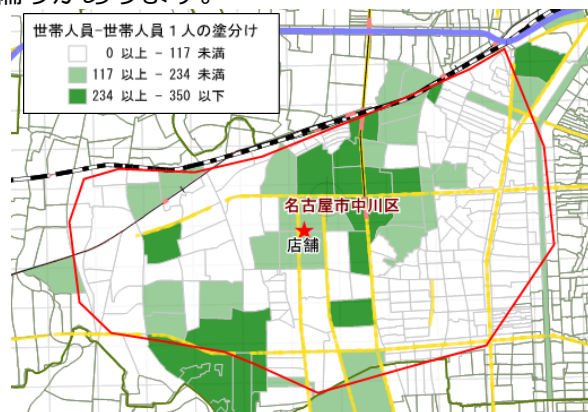 世帯人員-世帯人員１人の塗分け
0 以上 - 117 未満
117 以上 - 234 未満
234 以上 - 350 以下
名古屋市中川区
店舗